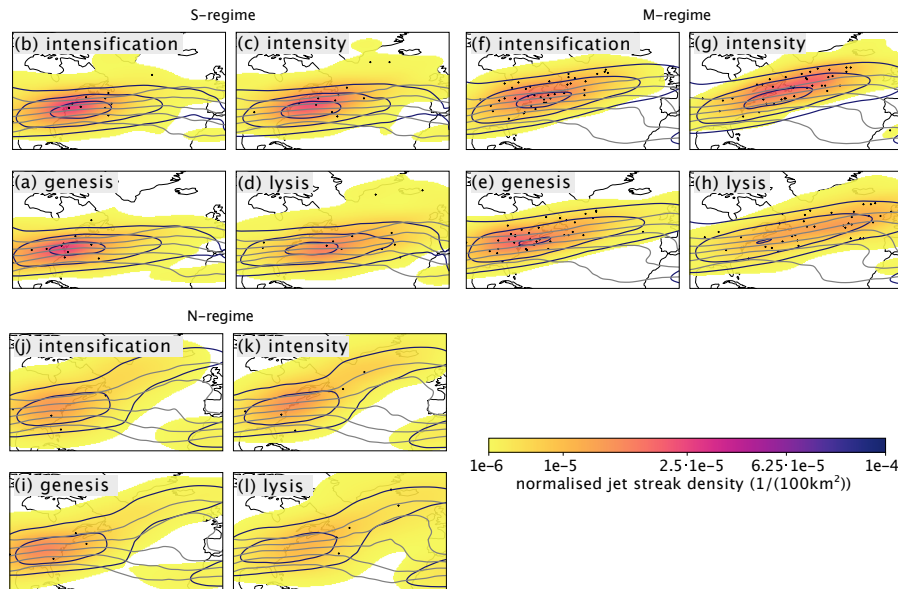 S-regime
M-regime
(b) intensification
(c) intensity
(f) intensification
(g) intensity
(a) genesis
(d) lysis
(e) genesis
(h) lysis
N-regime
(j) intensification
(k) intensity
(i) genesis
(l) lysis
1e-6 1e-5 2.5·1e-5 6.25·1e-5 1e-4
normalised jet streak density (1/(100km²))